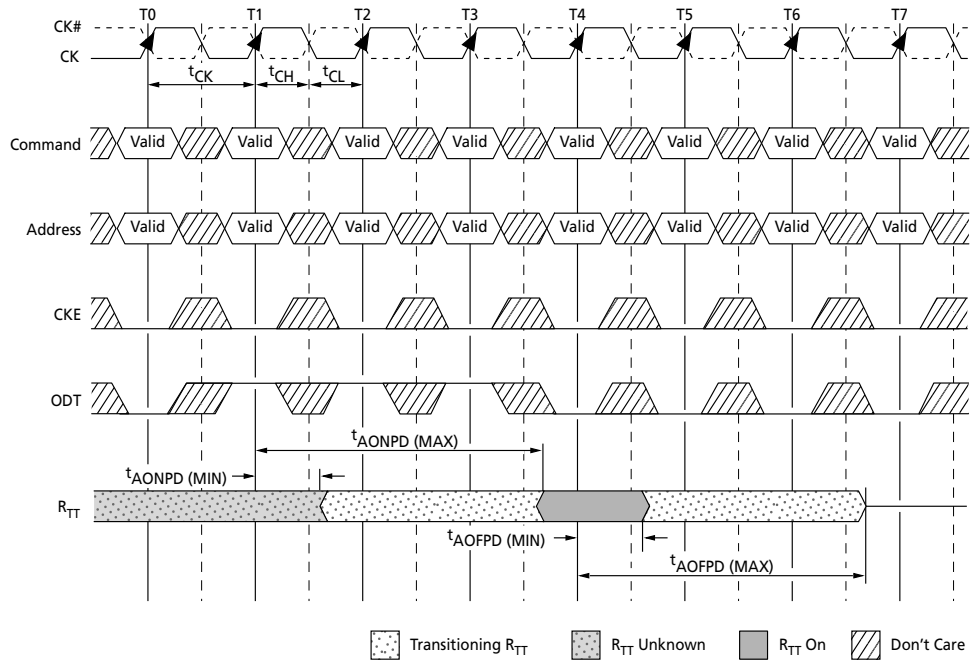 T0 T1 T2 T3 T4 T5 T6 T7
CK#
CK
tCK tCH tCL
Command Valid Valid Valid Valid Valid Valid Valid Valid
Address Valid Valid Valid Valid Valid Valid Valid Valid
CKE
ODT
tAONPD (MAX)
tAONPD (MIN)
RTT
tAOFPD (MIN)
tAOFPD (MAX)
Transitioning RTT RTT Unknown RTT On Don't Care